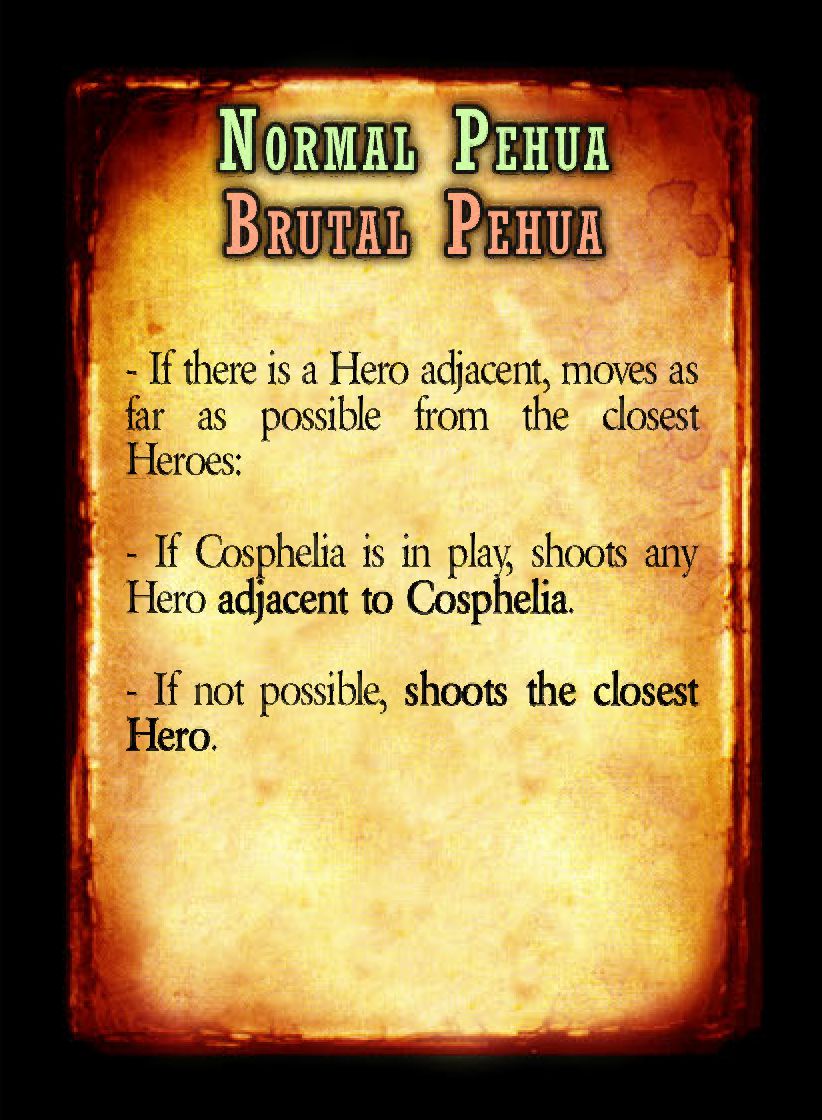 Normal Pehua
Brutal Pehua
- If there is a Hero adjacent, moves as
far as possible from the closest
Heroes:
- If Cosphelia is in play, shoots any
Hero adjacent to Cosphelia.
- If not possible, shoots the closest
Hero.